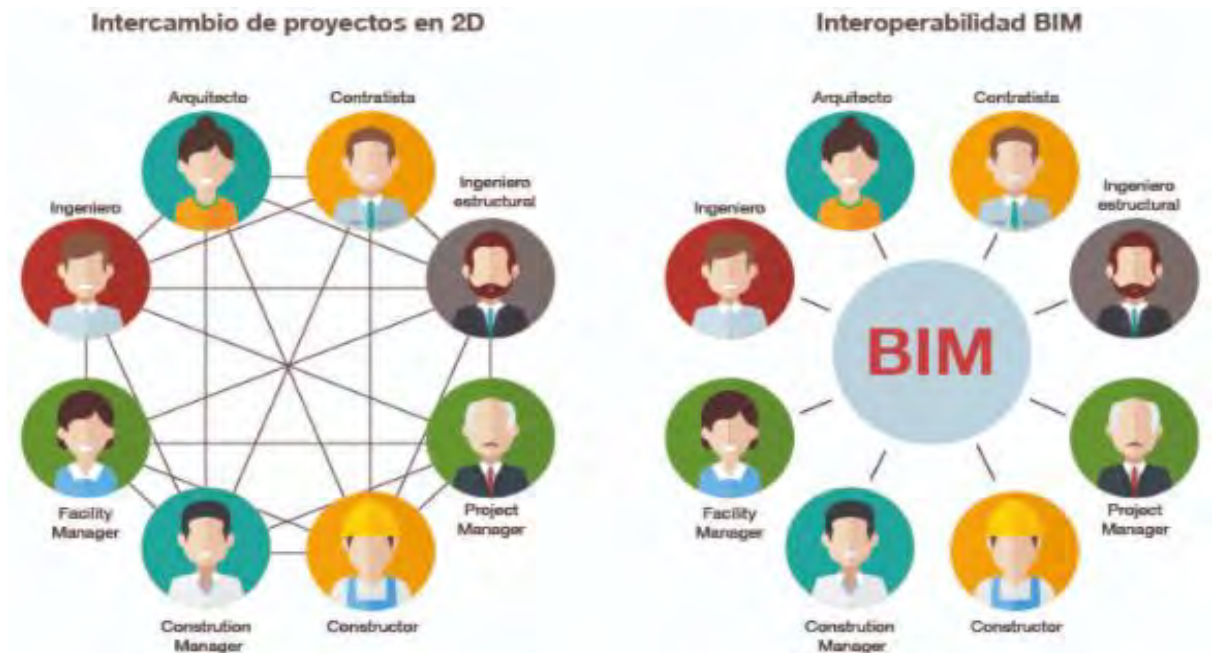 Intercambio de proyectos en 2D
Arquitecto
Contratista
Ingeniero
Ingeniero
estructural
Facility
Manager
Project
Manager
Constrution
Manager
Constructor
Interoperabilidad BIM
Arquitecto
Contratista
Ingeniero
Ingeniero
estructural
BIM
Facility
Manager
Project
Manager
Constrution
Manager
Constructor